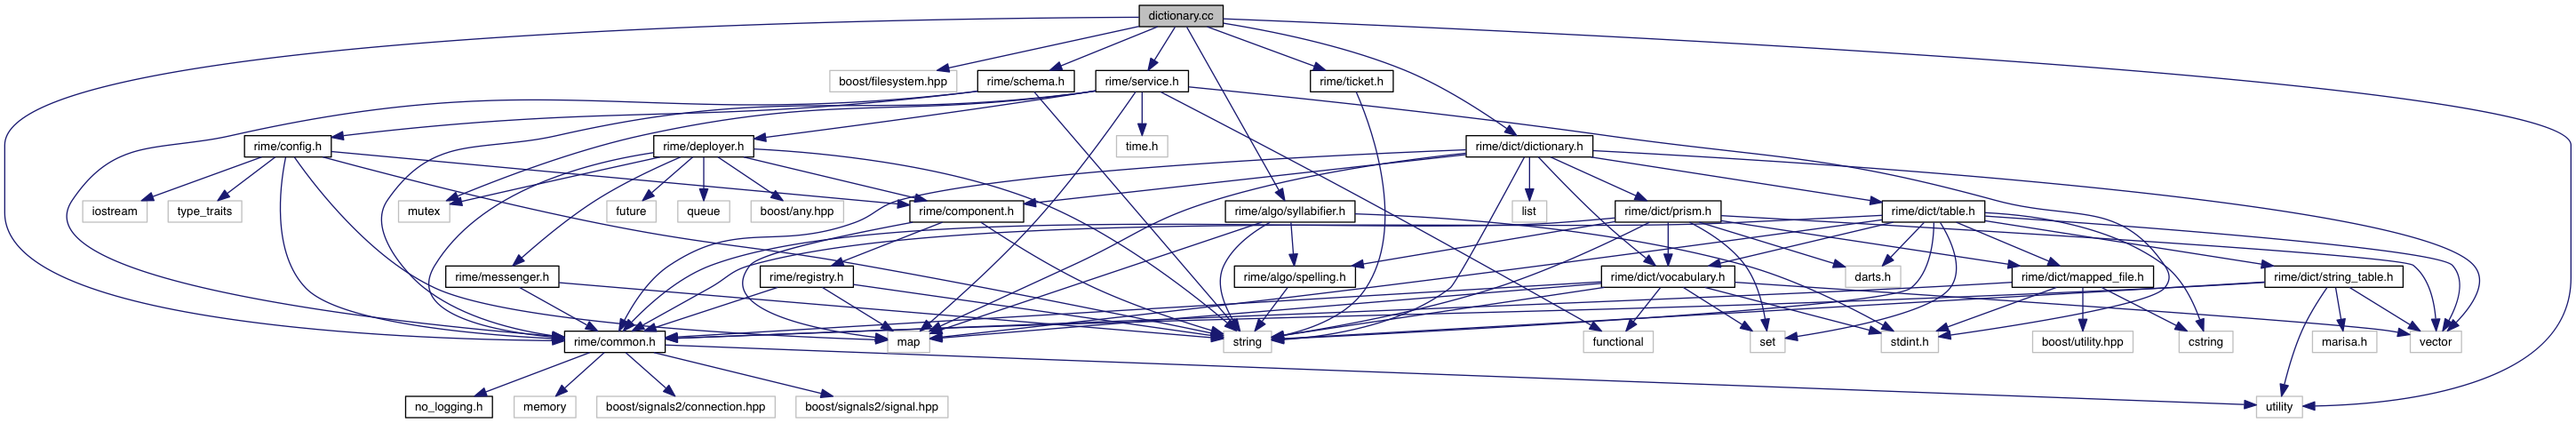 dictionary.cc
boost/filesystem.hpp
rime/schema.h
rime/service.h
rime/ticket.h
rime/config.h
rime/deployer.h
time.h
rime/dict/dictionary.h
iostream
type_traits
mutex
future
queue
boost/any.hpp
rime/component.h
rime/algo/syllabifier.h
list
rime/dict/prism.h
rime/dict/table.h
rime/messenger.h
rime/registry.h
rime/algo/spelling.h
rime/dict/vocabulary.h
darts.h
rime/dict/mapped_file.h
rime/dict/string_table.h
rime/common.h
map
string
functional
set
stdint.h
boost/utility.hpp
cstring
marisa.h
vector
no_logging.h
memory
boost/signals2/connection.hpp
boost/signals2/signal.hpp
utility